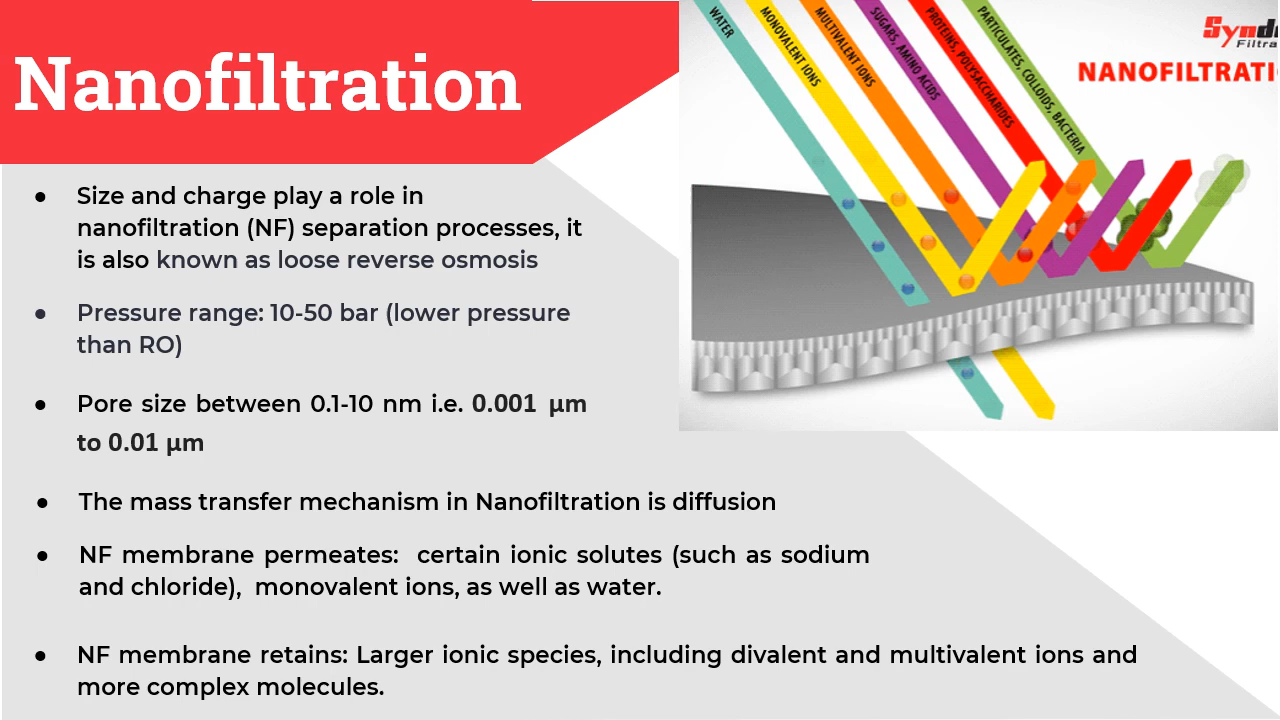 Nanofiltration
● Size and charge play a role in
nanofiltration (NF) separation processes, it
is also known as loose reverse osmosis
● Pressure range: 10-50 bar (lower pressure
than RO)
● Pore size between 0.1-10 nm i.e. 0.001 µm
to 0.01 µm
● The mass transfer mechanism in Nanofiltration is diffusion
● NF membrane permeates: certain ionic solutes (such as sodium
and chloride), monovalent ions, as well as water.
● NF membrane retains: Larger ionic species, including divalent and multivalent ions and
more complex molecules.
WATER
MONOVALENT IONS
MULTIVALENT IONS
SUGARS, AMINO ACIDS
PROTEINS, POLYSACCHARIDES
PARTICULATES, COLLOIDS, BACTERIA
Synd
Filtra
NANOFILTRATI